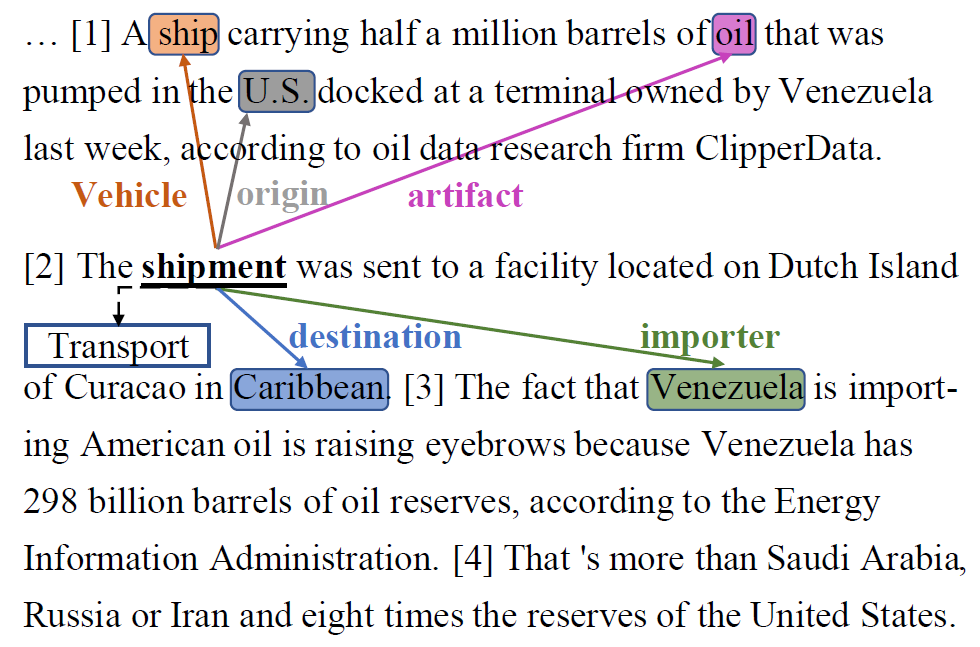 … [1] A ship carrying half a million barrels of oil that was
pumped in the U.S. docked at a terminal owned by Venezuela
last week, according to oil data research firm ClipperData.
Vehicle origin artifact
[2] The shipment was sent to a facility located on Dutch Island
destination importer
Transport
of Curacao in Caribbean. [3] The fact that Venezuela is import-
ing American oil is raising eyebrows because Venezuela has
298 billion barrels of oil reserves, according to the Energy
Information Administration. [4] That 's more than Saudi Arabia,
Russia or Iran and eight times the reserves of the United States.